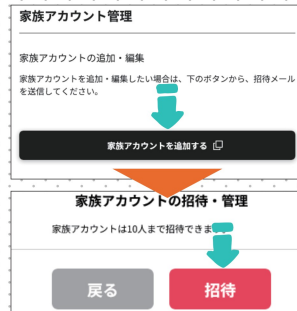 家族アカウント管理
家族アカウントの追加・編集
家族アカウントを追加・編集したい場合は、下のボタンから、招待メール
を送信してください。
家族アカウントを追加する
家族アカウントの招待・管理
家族アカウントは10人まで招待できま
戻る
招待